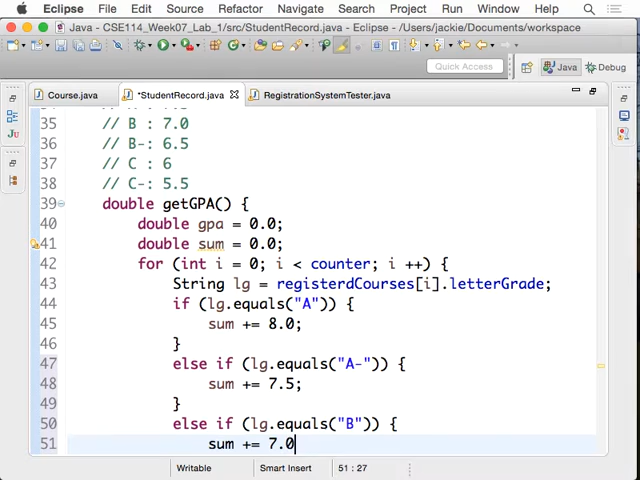 Eclipse File Edit Source Refactor Navigate Search Project Run Window Help
Java - CSE114_Week07_Lab_1/src/StudentRecord.java - Eclipse - /Users/jackie/Documents/workspace
Quick Access Java Debug
Course.java *StudentRecord.java RegistrationSystemTester.java
35 // B : 7.0
36 // B-: 6.5
37 // C : 6
38 // C-: 5.5
39 double getGPA() {
40 double gpa = 0.0;
41 double sum = 0.0;
42 for (int i = 0; i < counter; i ++) {
43 String lg = registerdCourses[i].letterGrade;
44 if (lg.equals("A")) {
45 sum += 8.0;
46 }
47 else if (lg.equals("A-")) {
48 sum += 7.5;
49 }
50 else if (lg.equals("B")) {
51 sum += 7.0
Writable Smart Insert 51 : 27